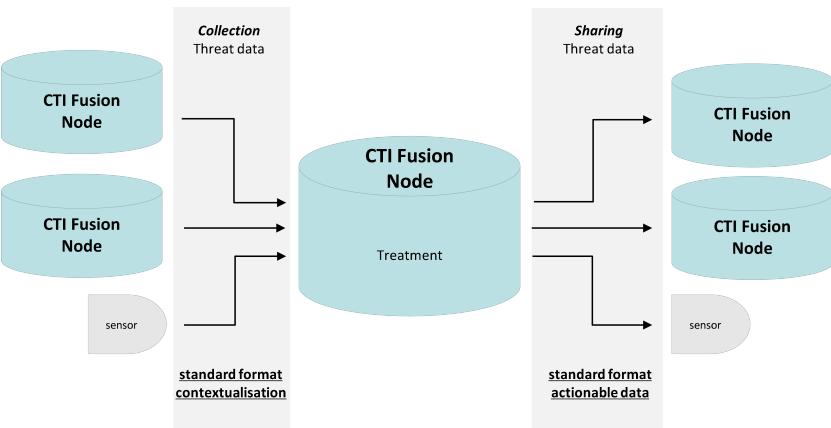 Collection
Threat data
Sharing
Threat data
CTI Fusion
Node
CTI Fusion
Node
sensor
CTI Fusion
Node
Treatment
CTI Fusion
Node
CTI Fusion
Node
sensor
standard format
contextualisation
standard format
actionable data